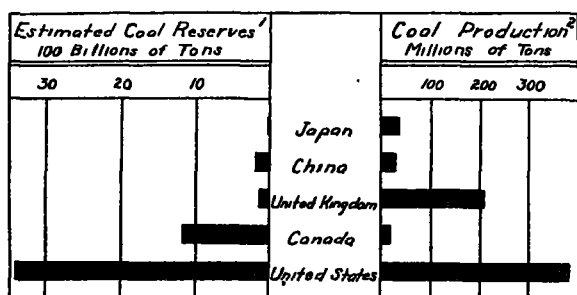 Estimated Coal Reserves¹
100 Billions of Tons
Coal Production²
Millions of Tons
30 20 10
100 200 300
Japan
China
United Kingdom
Canada
United States